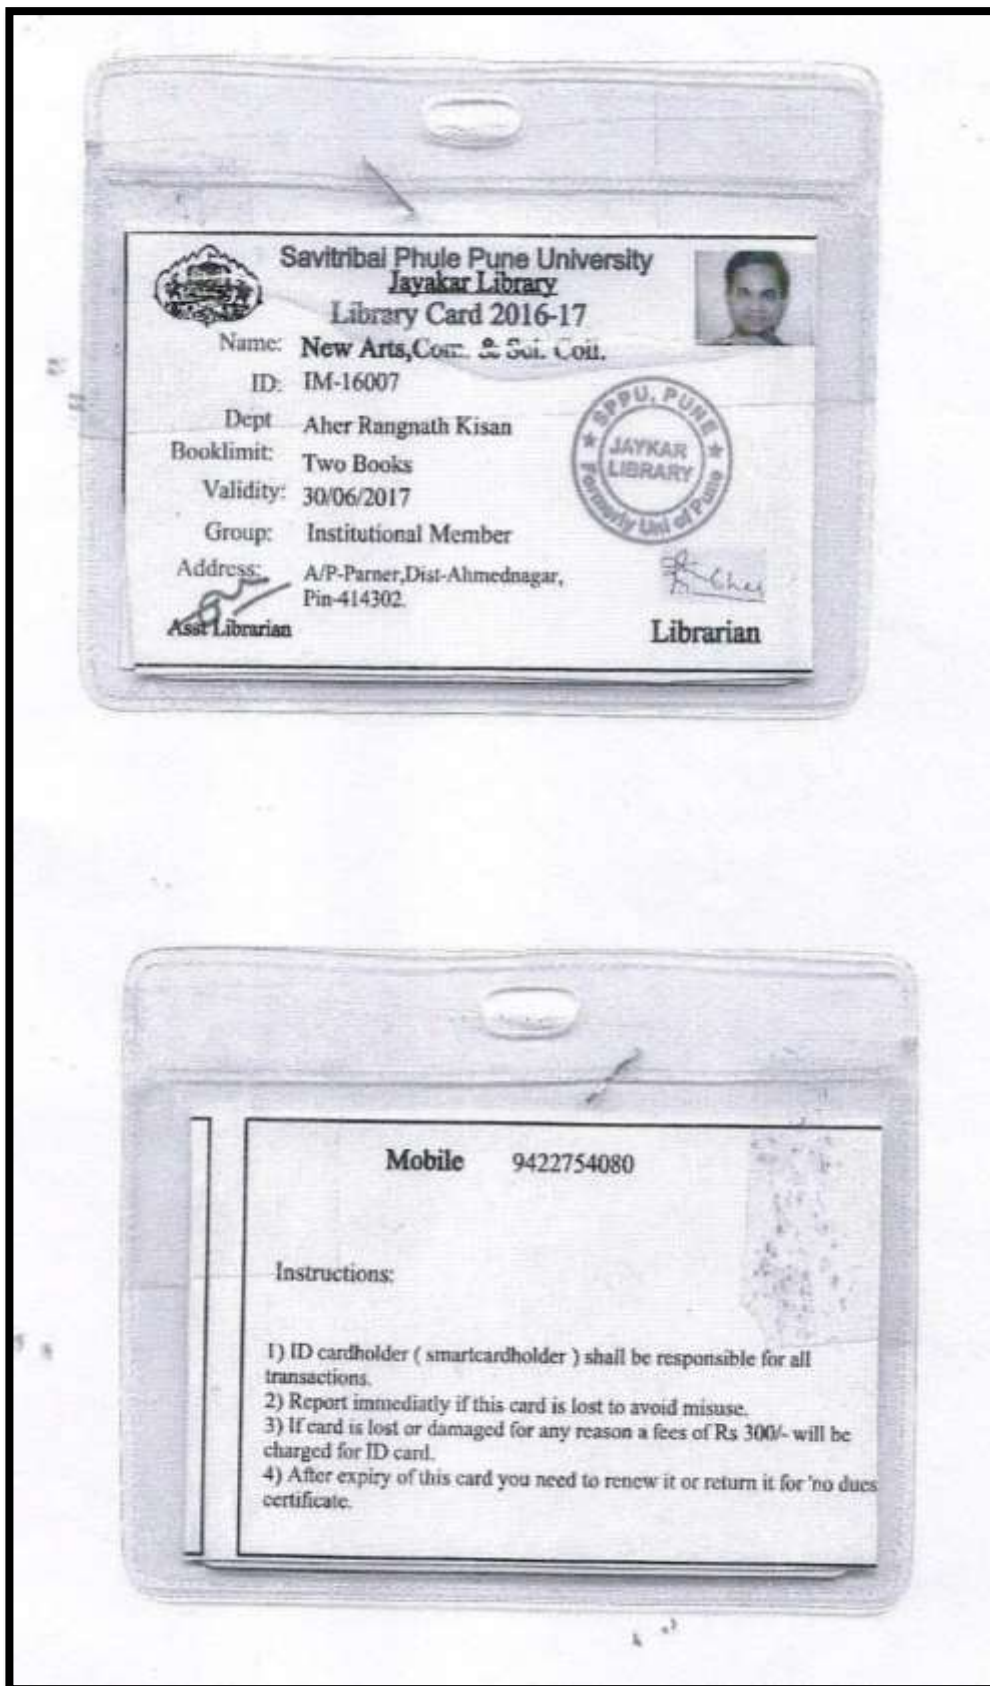 Savitribai Phule Pune University
Jayakar Library
Library Card 2016-17
Name: New Arts,Com. & Sci. Coll.
ID: IM-16007
Dept Aher Rangnath Kisan
Booklimit: Two Books
Validity: 30/06/2017
Group: Institutional Member
Address: A/P-Parner,Dist-Ahmednagar,
Pin-414302.
Asst Librarian
SPPU, PUNE
JAYKAR
LIBRARY
Formerly Uni of Pune
Librarian
Mobile 9422754080
Instructions:
1) ID cardholder ( smartcardholder ) shall be responsible for all
transactions.
2) Report immediatly if this card is lost to avoid misuse.
3) If card is lost or damaged for any reason a fees of Rs 300/- will be
charged for ID card.
4) After expiry of this card you need to renew it or return it for 'no dues
certificate.